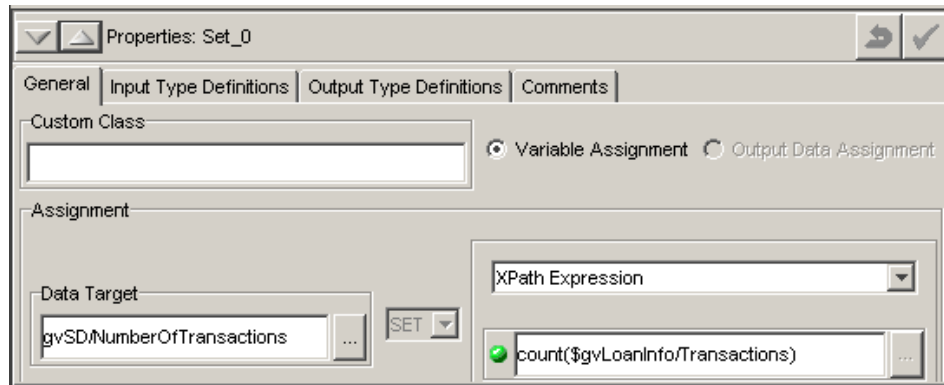 Properties: Set_0
General Input Type Definitions Output Type Definitions Comments
Custom Class
Variable Assignment Output Data Assignment
Assignment
XPath Expression
Data Target
gvSD/NumberOfTransactions ... SET
count($gvLoanInfo/Transactions) ...